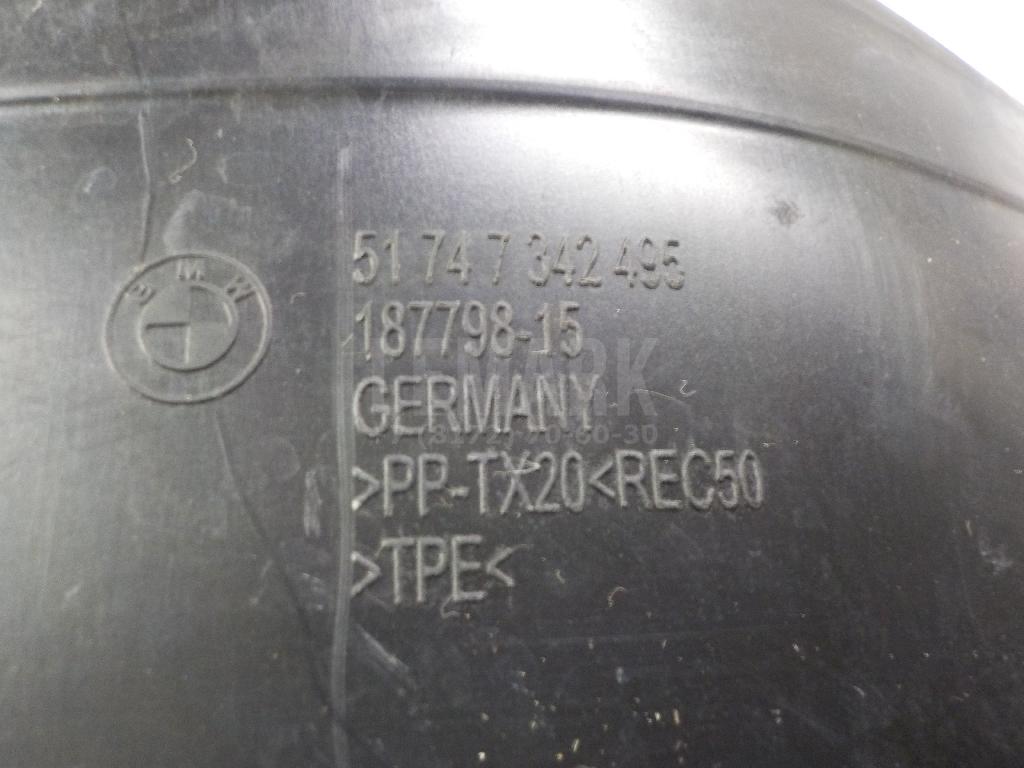 BMW
51 74 7 342 495
187798-15
GERMANY
>PP-TX20<REC50
>TPE<